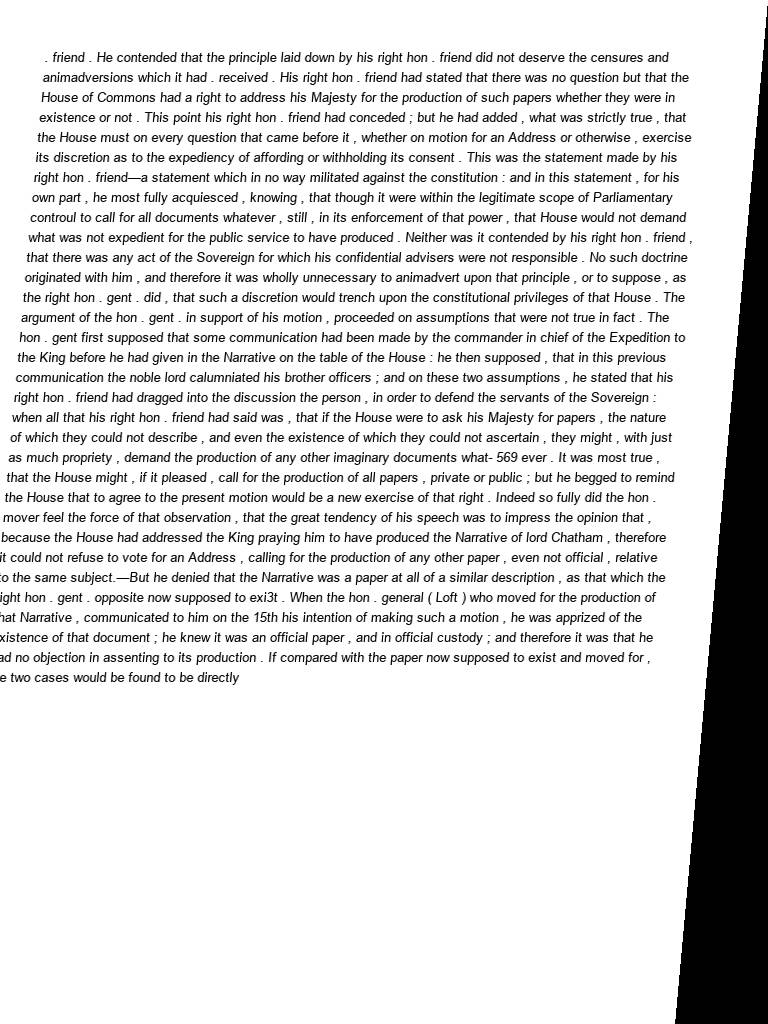 . friend . He contended that the principle laid down by his right hon . friend did not deserve the censures and
animadversions which it had . received . His right hon . friend had stated that there was no question but that the
House of Commons had a right to address his Majesty for the production of such papers whether they were in
existence or not . This point his right hon . friend had conceded ; but he had added , what was strictly true , that
the House must on every question that came before it , whether on motion for an Address or otherwise , exercise
its discretion as to the expediency of affording or withholding its consent . This was the statement made by his
right hon . friend—a statement which in no way militated against the constitution : and in this statement , for his
own part , he most fully acquiesced , knowing , that though it were within the legitimate scope of Parliamentary
controul to call for all documents whatever , still , in its enforcement of that power , that House would not demand
what was not expedient for the public service to have produced . Neither was it contended by his right hon . friend ,
that there was any act of the Sovereign for which his confidential advisers were not responsible . No such doctrine
originated with him , and therefore it was wholly unnecessary to animadvert upon that principle , or to suppose , as
the right hon . gent . did , that such a discretion would trench upon the constitutional privileges of that House . The
argument of the hon . gent . in support of his motion , proceeded on assumptions that were not true in fact . The
hon . gent first supposed that some communication had been made by the commander in chief of the Expedition to
the King before he had given in the Narrative on the table of the House : he then supposed , that in this previous
communication the noble lord calumniated his brother officers ; and on these two assumptions , he stated that his
right hon . friend had dragged into the discussion the person , in order to defend the servants of the Sovereign :
when all that his right hon . friend had said was , that if the House were to ask his Majesty for papers , the nature
of which they could not describe , and even the existence of which they could not ascertain , they might , with just
as much propriety , demand the production of any other imaginary documents what- 569 ever . It was most true ,
that the House might , if it pleased , call for the production of all papers , private or public ; but he begged to remind
the House that to agree to the present motion would be a new exercise of that right . Indeed so fully did the hon .
mover feel the force of that observation , that the great tendency of his speech was to impress the opinion that ,
because the House had addressed the King praying him to have produced the Narrative of lord Chatham , therefore
it could not refuse to vote for an Address , calling for the production of any other paper , even not official , relative
to the same subject.—But he denied that the Narrative was a paper at all of a similar description , as that which the
ight hon . gent . opposite now supposed to exi3t . When the hon . general ( Loft ) who moved for the production of
hat Narrative , communicated to him on the 15th his intention of making such a motion , he was apprized of the
xistence of that document ; he knew it was an official paper , and in official custody ; and therefore it was that he
ad no objection in assenting to its production . If compared with the paper now supposed to exist and moved for ,
e two cases would be found to be directly